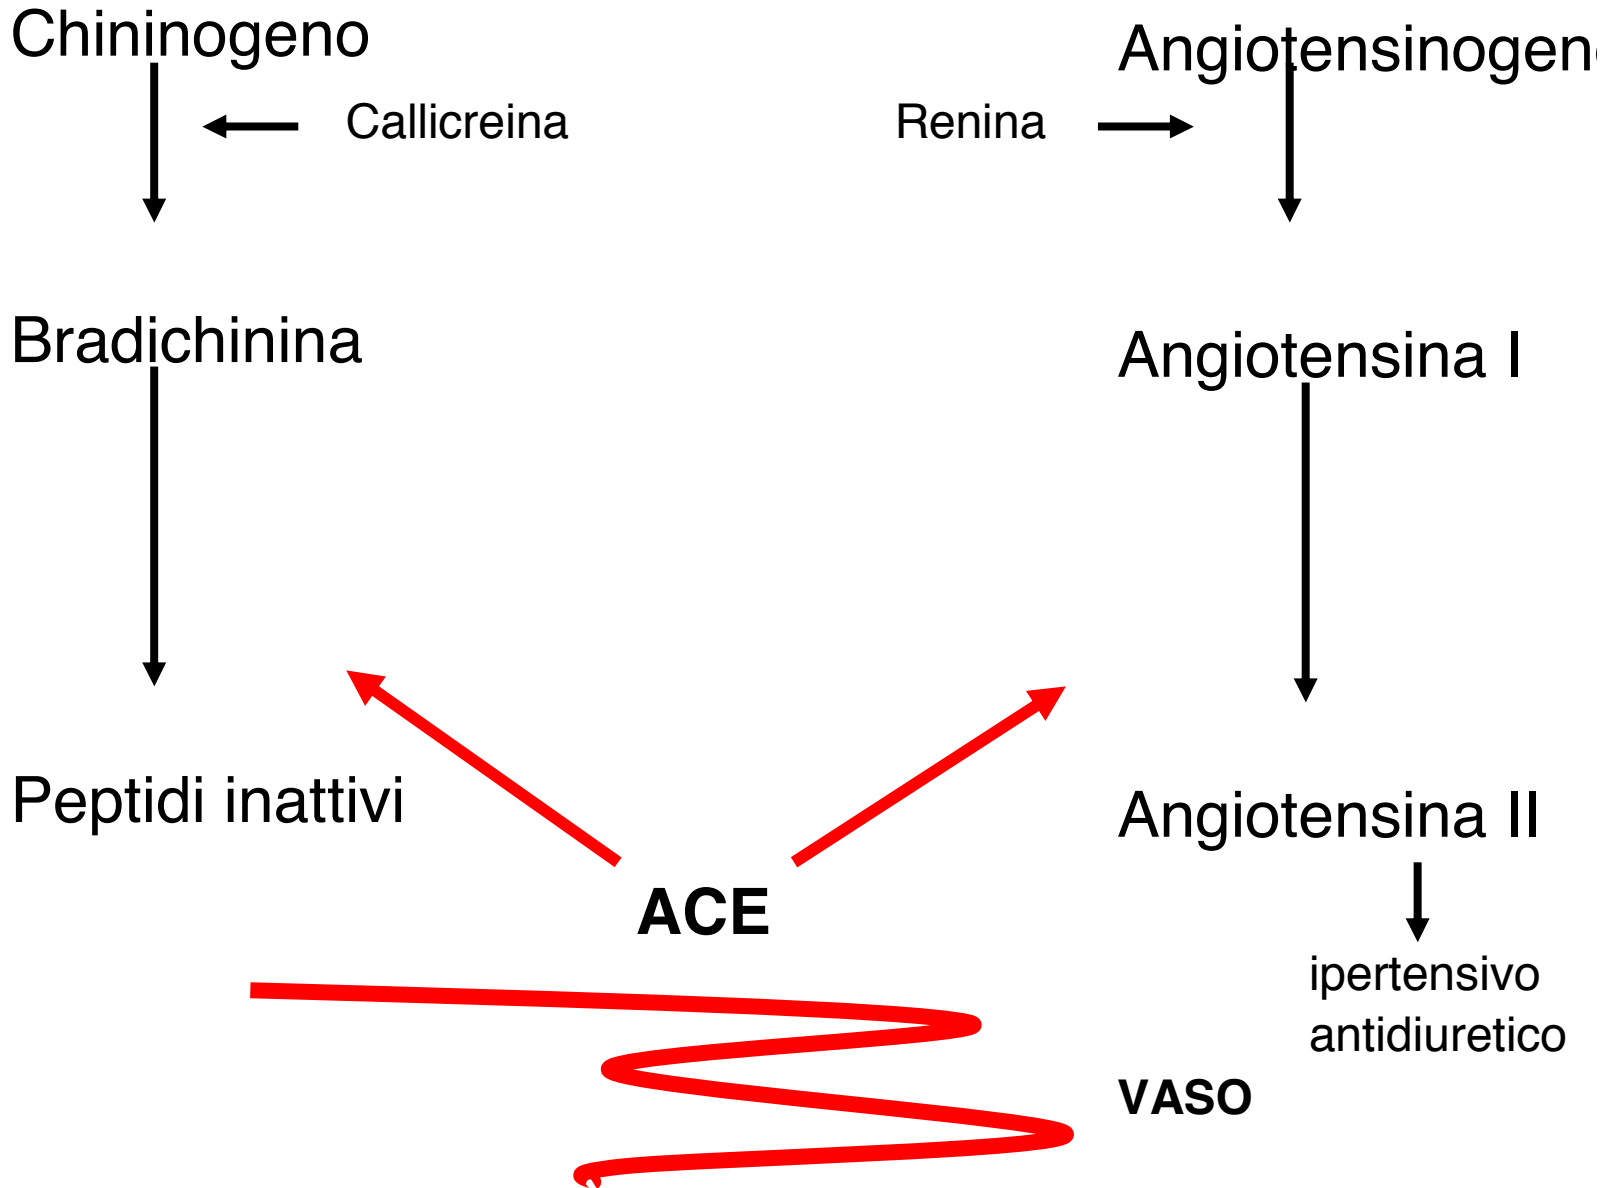 Chininogeno
Angiotensinogeno
Callicreina
Renina
Bradichinina
Angiotensina I
Peptidi inattivi
Angiotensina II
ACE
ipertensivo
antidiuretico
VASO